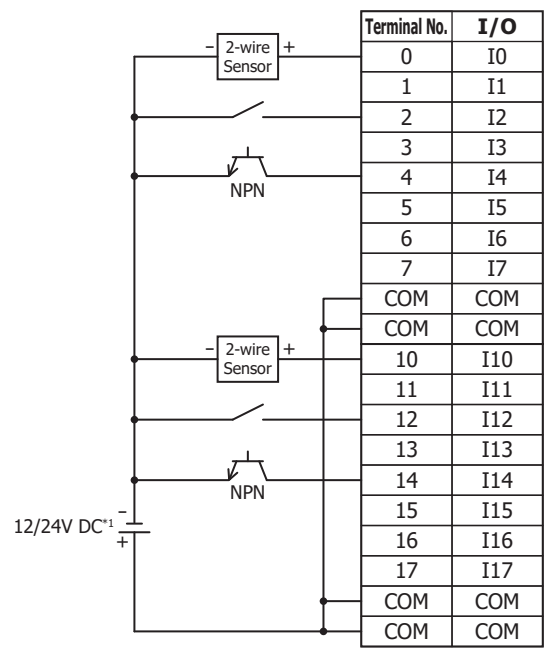 Terminal No. I/O
– 2-wire Sensor +
0 I0
1 I1
2 I2
3 I3
4 I4
NPN
5 I5
6 I6
7 I7
COM COM
COM COM
– 2-wire Sensor +
10 I10
11 I11
12 I12
13 I13
14 I14
NPN
15 I15
–
12/24V DC*1
+
16 I16
17 I17
COM COM
COM COM